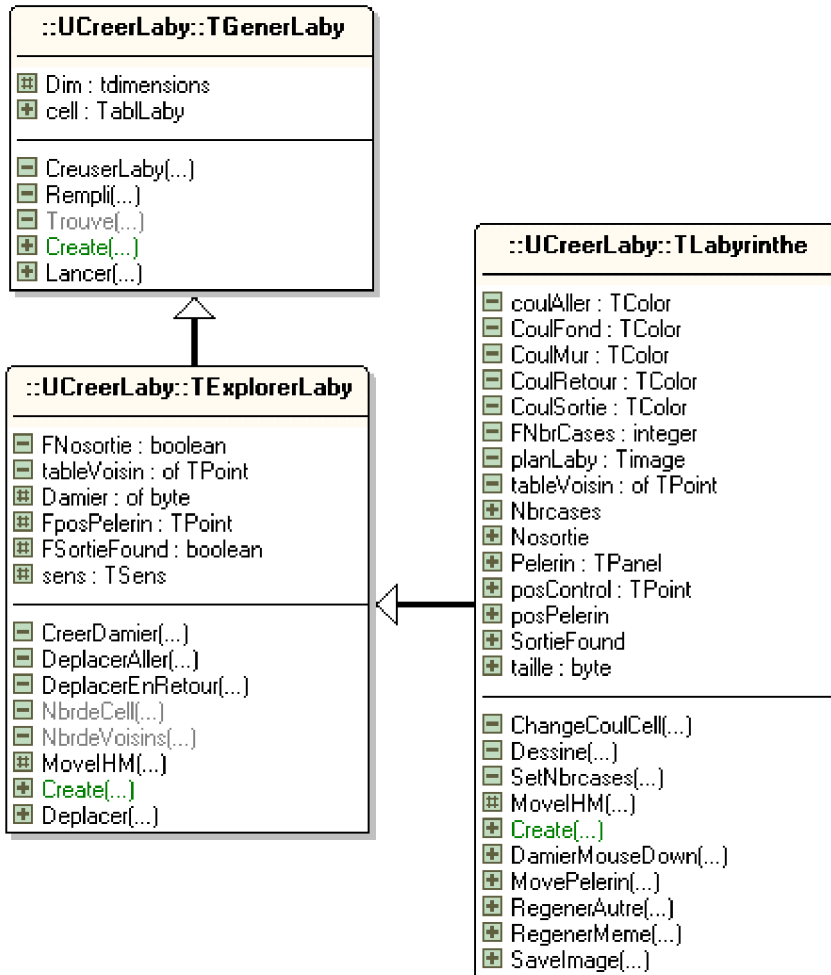 ::UCreerLaby::TGenerLaby
Dim : tdimensions
cell : TablLaby
CreuserLaby(...)
Rempli(...)
Trouve(...)
Create(...)
Lancer(...)
::UCreerLaby::TExplorerLaby
FNosortie : boolean
tableVoisin : of TPoint
Damier : of byte
FposPelerin : TPoint
FSortieFound : boolean
sens : TSens
CreerDamier(...)
DeplacerAller(...)
DeplacerEnRetour(...)
NbrdeCell(...)
NbrdeVoisins(...)
MoveIHM(...)
Create(...)
Deplacer(...)
::UCreerLaby::TLabyrinthe
coulAller : TColor
CoulFond : TColor
CoulMur : TColor
CoulRetour : TColor
CoulSortie : TColor
FNbrCases : integer
planLaby : Timage
tableVoisin : of TPoint
Nbrcases
Nosortie
Pelerin : TPanel
posControl : TPoint
posPelerin
SortieFound
taille : byte
ChangeCoulCell(...)
Dessine(...)
SetNbrcases(...)
MoveIHM(...)
Create(...)
DamierMouseDown(...)
MovePelerin(...)
RegenerAutre(...)
RegenerMeme(...)
SaveImage(...)